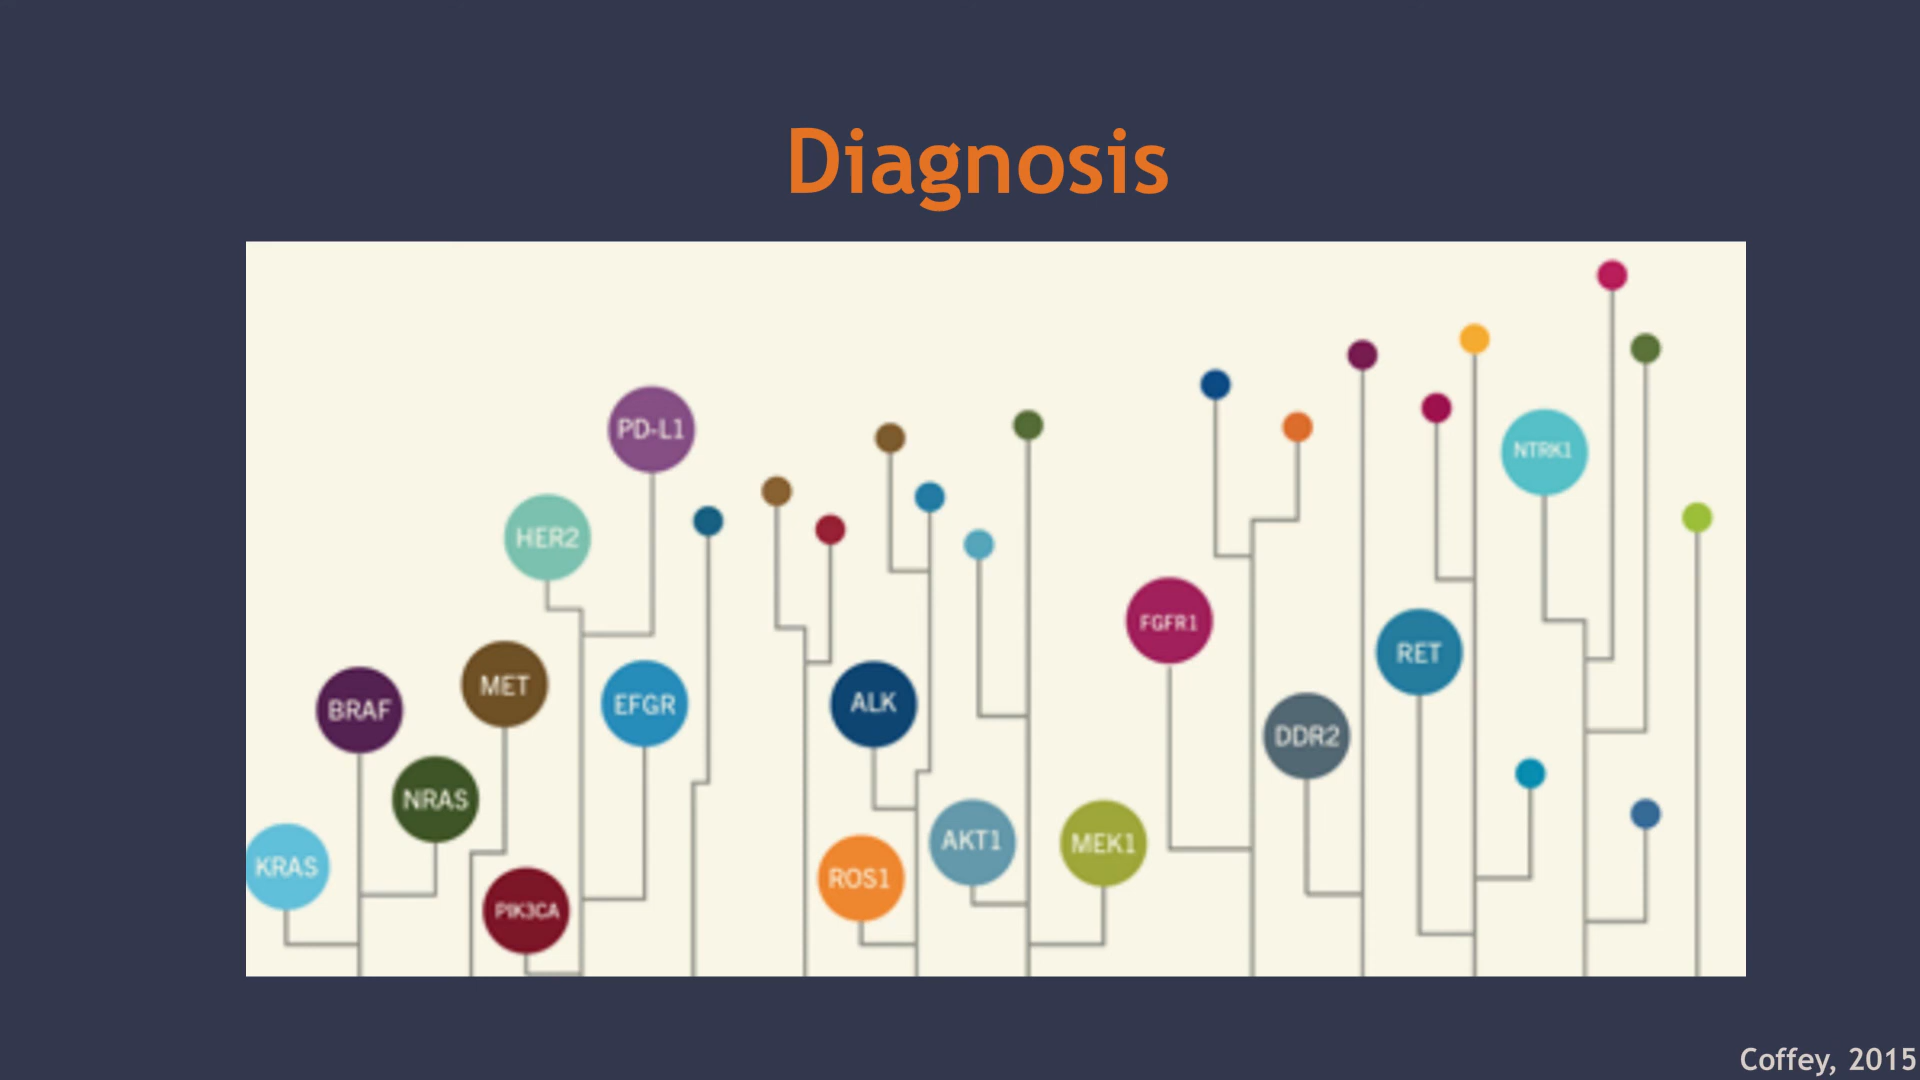 Diagnosis
PD-L1
NTRK1
HER2
FGFR1
RET
MET
EFGR
ALK
BRAF
DDR2
NRAS
AKT1
MEK1
KRAS
ROS1
PIK3CA
Coffey, 2015